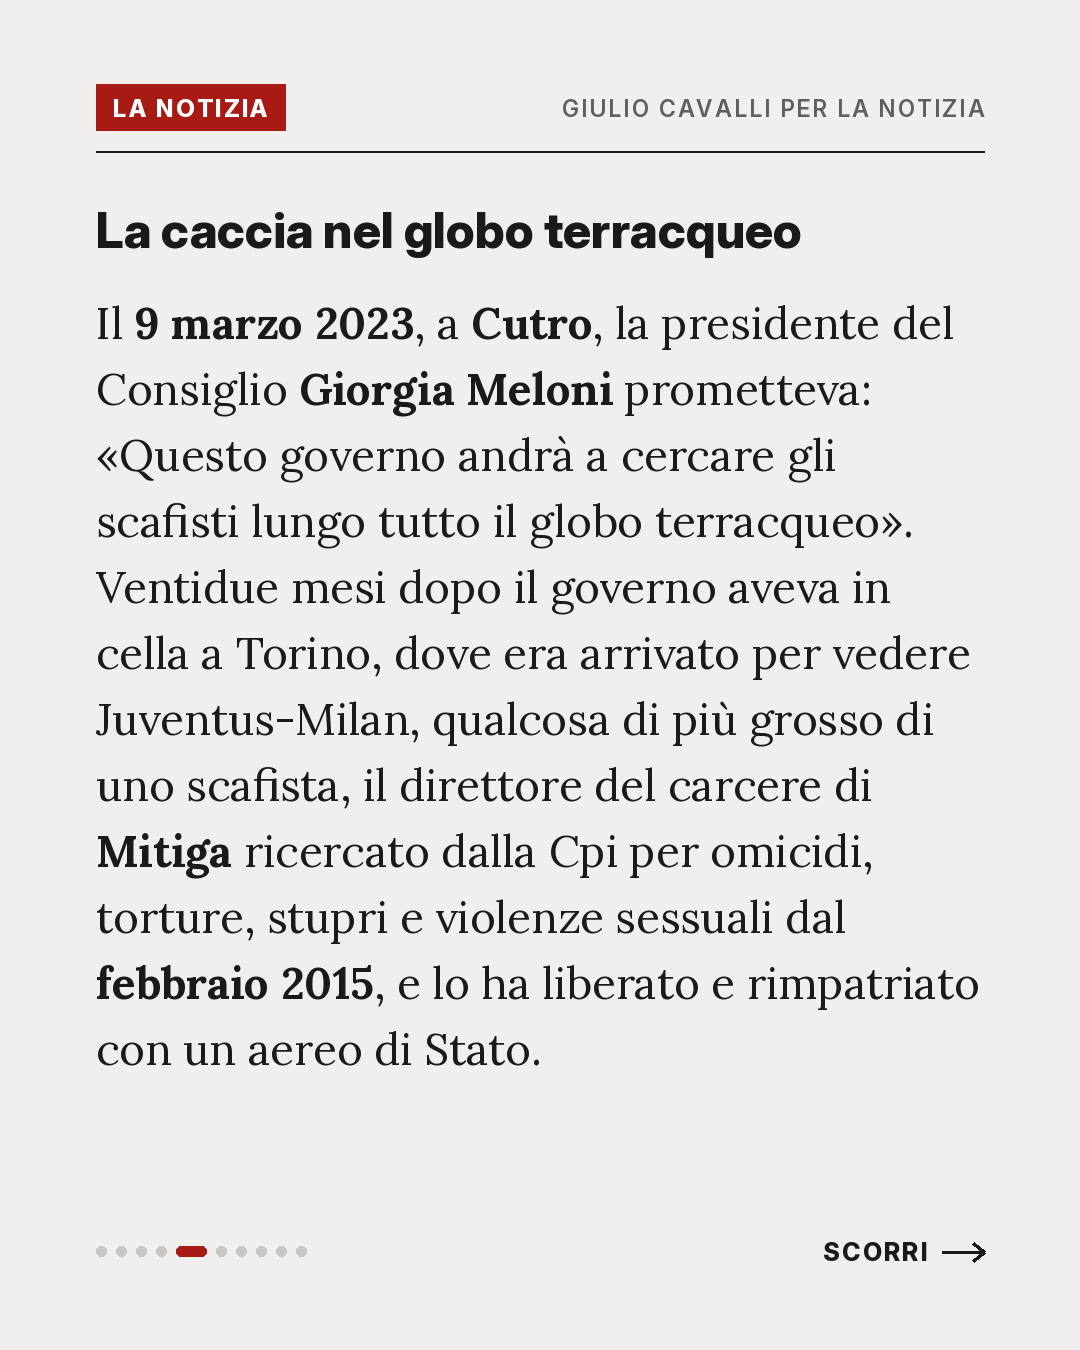 LA NOTIZIA
GIULIO CAVALLI PER LA NOTIZIA
La caccia nel globo terracqueo
Il 9 marzo 2023, a Cutro, la presidente del
Consiglio Giorgia Meloni prometteva:
«Questo governo andrà a cercare gli
scafisti lungo tutto il globo terracqueo».
Ventidue mesi dopo il governo aveva in
cella a Torino, dove era arrivato per vedere
Juventus-Milan, qualcosa di più grosso di
uno scafista, il direttore del carcere di
Mitiga ricercato dalla Cpi per omicidi,
torture, stupri e violenze sessuali dal
febbraio 2015, e lo ha liberato e rimpatriato
con un aereo di Stato.
SCORRI